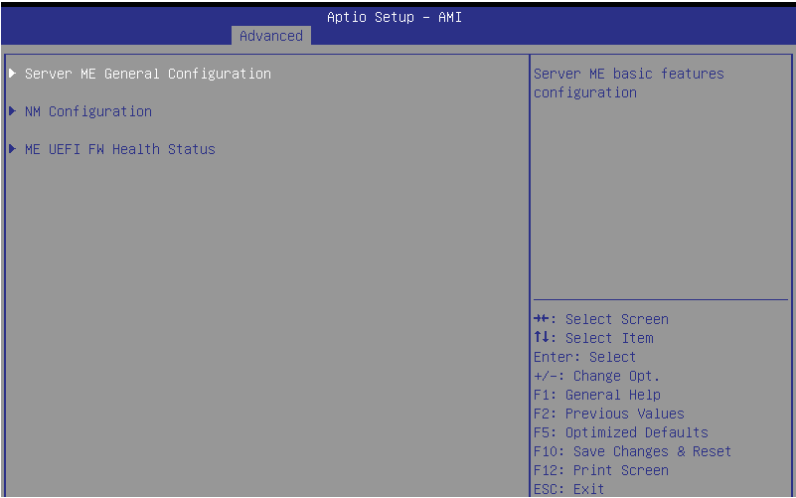 Aptio Setup – AMI
Advanced
Server ME General Configuration
NM Configuration
ME UEFI FW Health Status
Server ME basic features
configuration
→←: Select Screen
↑↓: Select Item
Enter: Select
+/-: Change Opt.
F1: General Help
F2: Previous Values
F5: Optimized Defaults
F10: Save Changes & Reset
F12: Print Screen
ESC: Exit